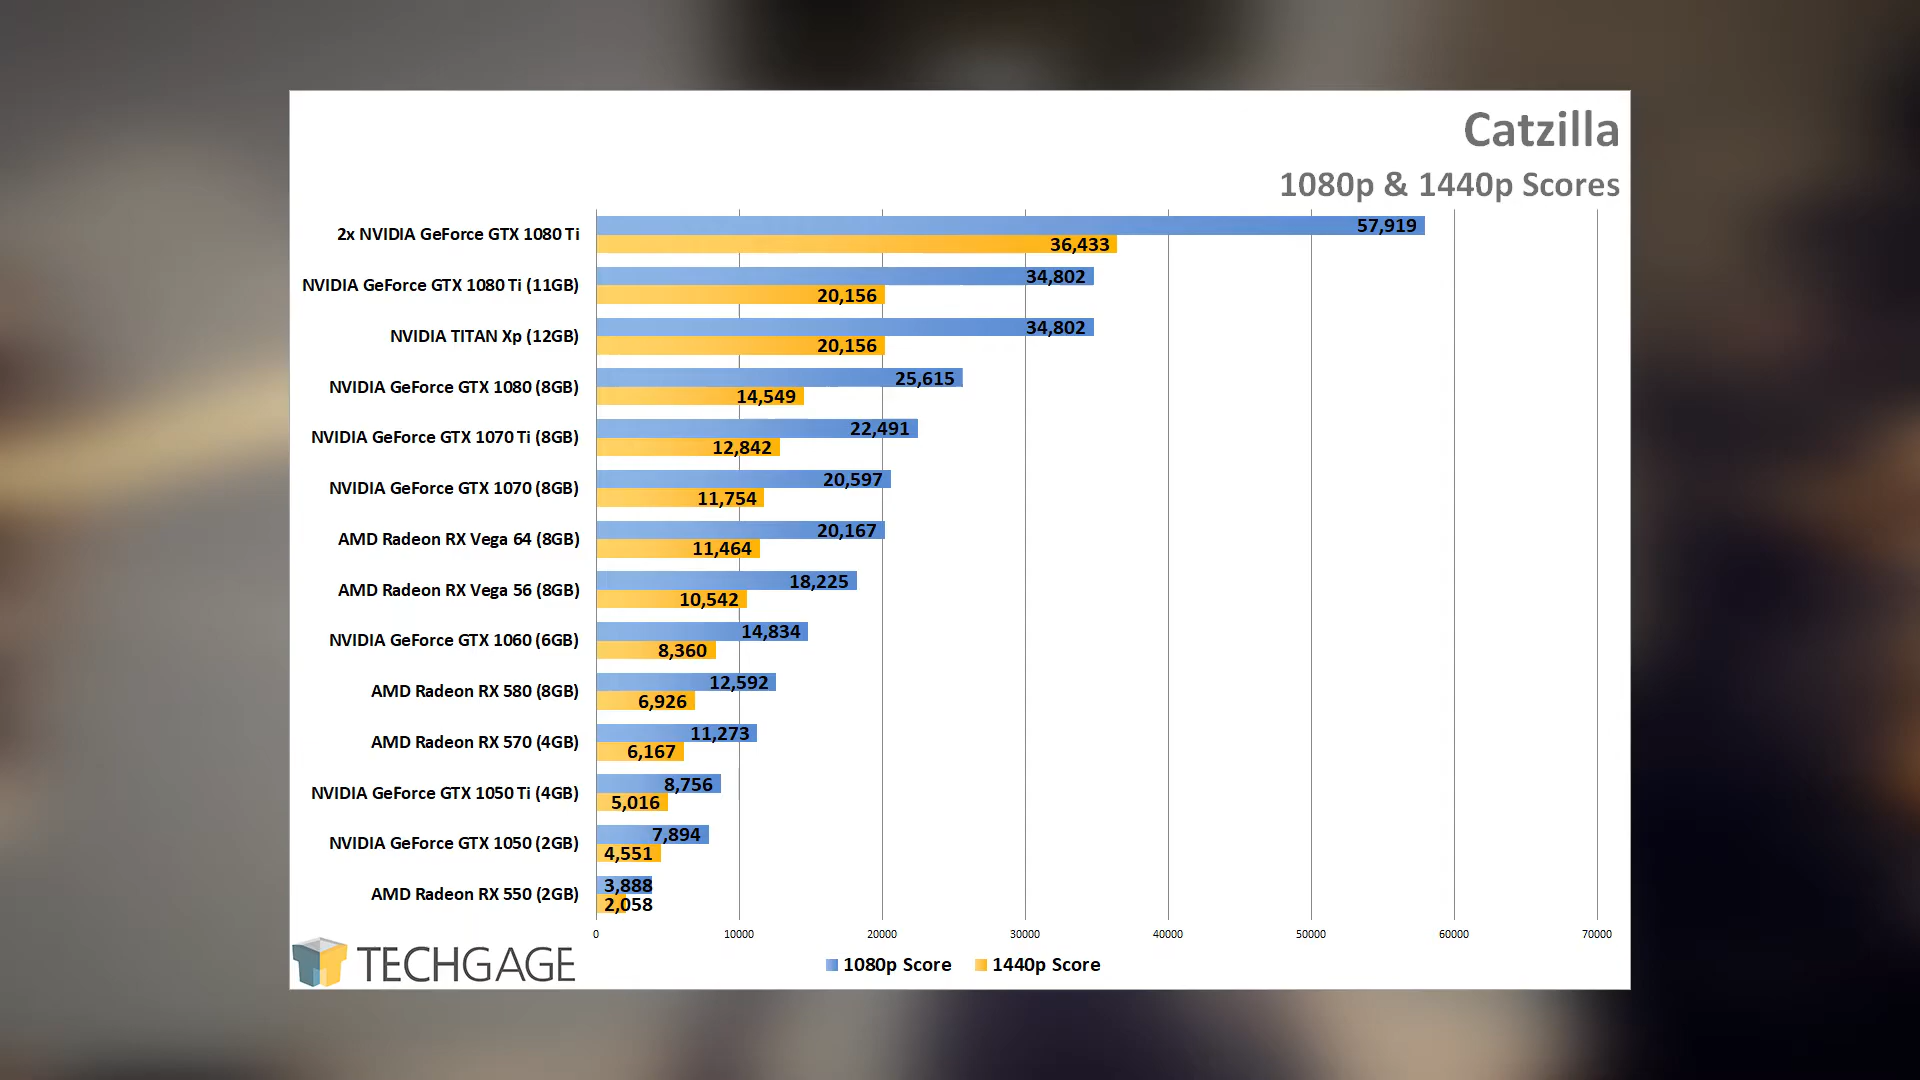 Catzilla
1080p & 1440p Scores
2x NVIDIA GeForce GTX 1080 Ti
57,919
36,433
NVIDIA GeForce GTX 1080 Ti (11GB)
34,802
20,156
NVIDIA TITAN Xp (12GB)
34,802
20,156
NVIDIA GeForce GTX 1080 (8GB)
25,615
14,549
NVIDIA GeForce GTX 1070 Ti (8GB)
22,491
12,842
NVIDIA GeForce GTX 1070 (8GB)
20,597
11,754
AMD Radeon RX Vega 64 (8GB)
20,167
11,464
AMD Radeon RX Vega 56 (8GB)
18,225
10,542
NVIDIA GeForce GTX 1060 (6GB)
14,834
8,360
AMD Radeon RX 580 (8GB)
12,592
6,926
AMD Radeon RX 570 (4GB)
11,273
6,167
NVIDIA GeForce GTX 1050 Ti (4GB)
8,756
5,016
NVIDIA GeForce GTX 1050 (2GB)
7,894
4,551
AMD Radeon RX 550 (2GB)
3,888
2,058
0 10000 20000 30000 40000 50000 60000 70000
1080p Score 1440p Score
TECHGAGE